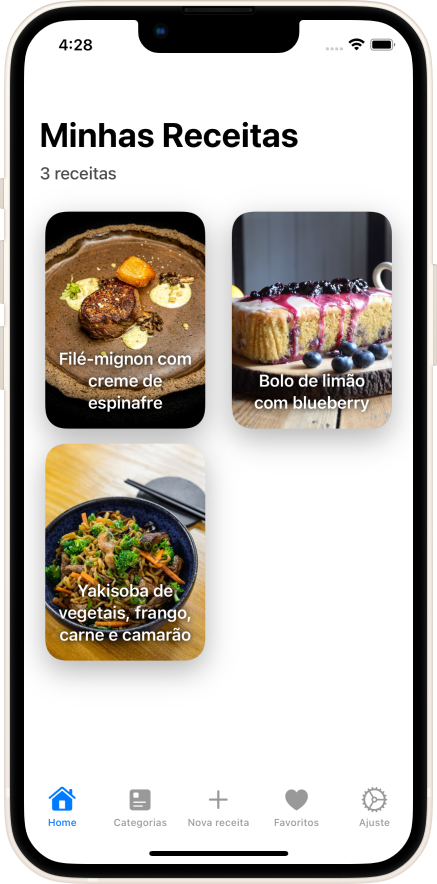 4:28
Minhas Receitas
3 receitas
Filé-mignon com
creme de
espinafre
Bolo de limão
com blueberry
Yakisoba de
vegetais, frango,
carne e camarão
Home
Categorias
Nova receita
Favoritos
Ajuste